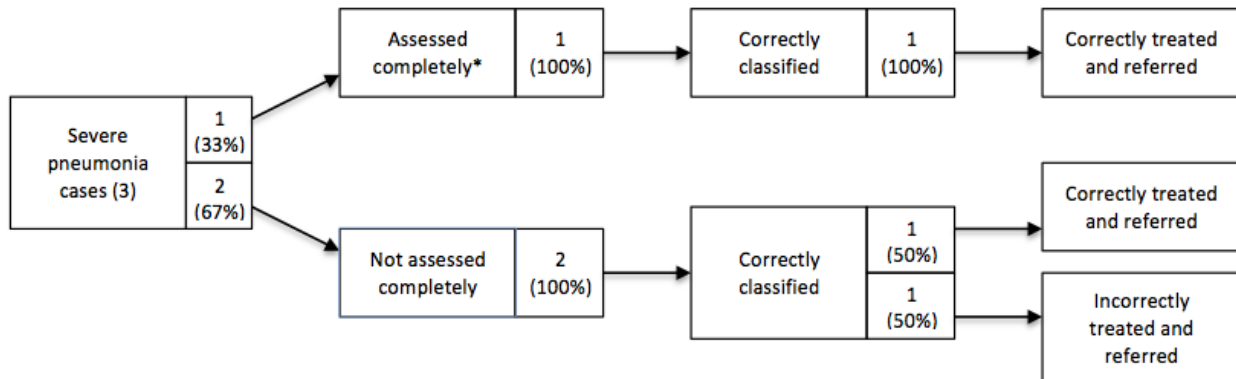 Severe
pneumonia
cases (3)
1
(33%)
2
(67%)
Assessed
completely*
1
(100%)
Correctly
classified
1
(100%)
Correctly treated
and referred
Not assessed
completely
2
(100%)
Correctly
classified
1
(50%)
1
(50%)
Correctly treated
and referred
Incorrectly
treated and
referred